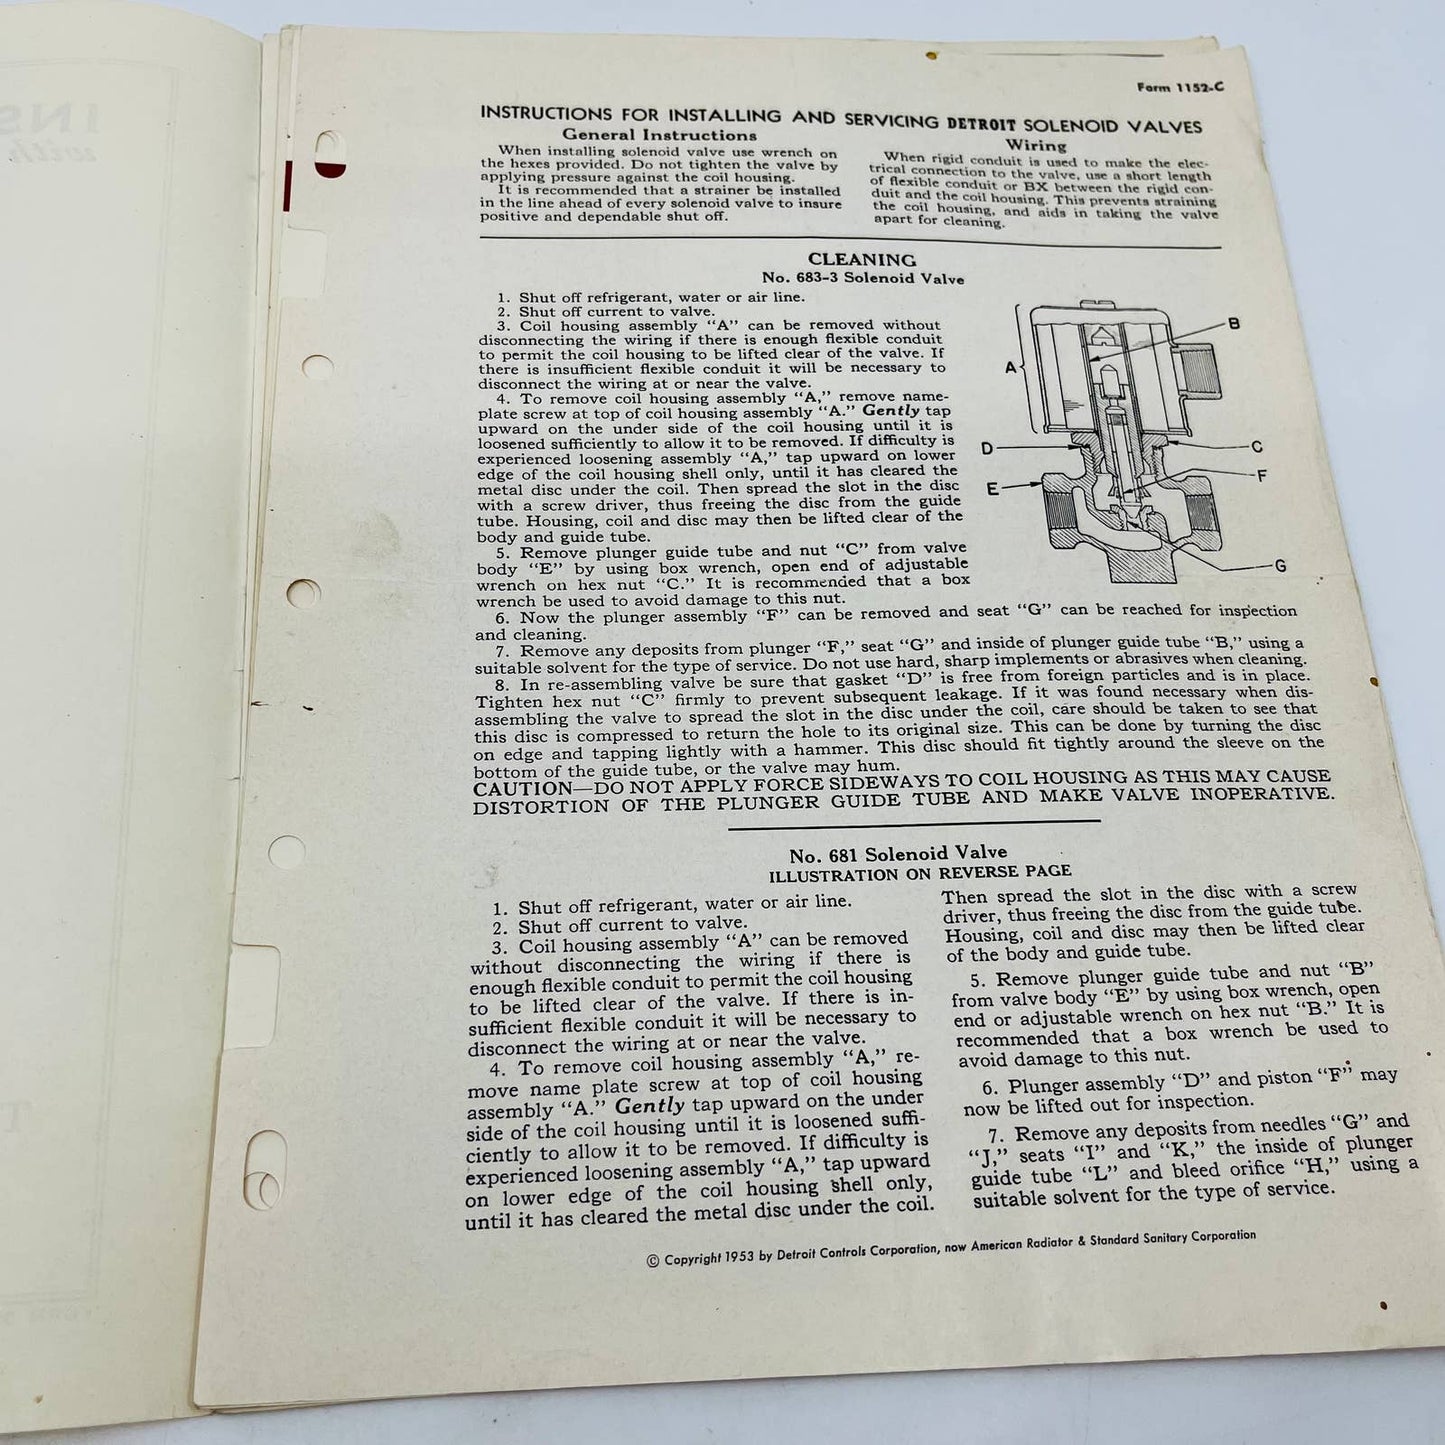 Form 1152-C
INSTRUCTIONS FOR INSTALLING AND SERVICING DETROIT SOLENOID VALVES
General Instructions
When installing solenoid valve use wrench on
the hexes provided. Do not tighten the valve by
applying pressure against the coil housing.
It is recommended that a strainer be installed
in the line ahead of every solenoid valve to insure
positive and dependable shut off.
Wiring
When rigid conduit is used to make the elec-
trical connection to the valve, use a short length
of flexible conduit or BX between the rigid con-
duit and the coil housing. This prevents straining
the coil housing, and aids in taking the valve
apart for cleaning.
CLEANING
No. 683-3 Solenoid Valve
1. Shut off refrigerant, water or air line.
2. Shut off current to valve.
3. Coil housing assembly "A" can be removed without
disconnecting the wiring if there is enough flexible conduit
to permit the coil housing to be lifted clear of the valve. If
there is insufficient flexible conduit it will be necessary to
disconnect the wiring at or near the valve.
4. To remove coil housing assembly "A," remove name-
plate screw at top of coil housing assembly "A." Gently tap
upward on the under side of the coil housing until it is
loosened sufficiently to allow it to be removed. If difficulty is
experienced loosening assembly "A," tap upward on lower
edge of the coil housing shell only, until it has cleared the
metal disc under the coil. Then spread the slot in the disc
with a screw driver, thus freeing the disc from the guide
tube. Housing, coil and disc may then be lifted clear of the
body and guide tube.
5. Remove plunger guide tube and nut "C" from valve
body "E" by using box wrench, open end of adjustable
wrench on hex nut "C." It is recommended that a box
wrench be used to avoid damage to this nut.
6. Now the plunger assembly "F" can be removed and seat "G" can be reached for inspection
and cleaning.
7. Remove any deposits from plunger "F," seat "G" and inside of plunger guide tube "B," using a
suitable solvent for the type of service. Do not use hard, sharp implements or abrasives when cleaning.
8. In re-assembling valve be sure that gasket "D" is free from foreign particles and is in place.
Tighten hex nut "C" firmly to prevent subsequent leakage. If it was found necessary when dis-
assembling the valve to spread the slot in the disc under the coil, care should be taken to see that
this disc is compressed to return the hole to its original size. This can be done by turning the disc
on edge and tapping lightly with a hammer. This disc should fit tightly around the sleeve on the
bottom of the guide tube, or the valve may hum.
CAUTION—DO NOT APPLY FORCE SIDEWAYS TO COIL HOUSING AS THIS MAY CAUSE
DISTORTION OF THE PLUNGER GUIDE TUBE AND MAKE VALVE INOPERATIVE.
A
B
C
D
E
F
G
No. 681 Solenoid Valve
ILLUSTRATION ON REVERSE PAGE
1. Shut off refrigerant, water or air line.
2. Shut off current to valve.
3. Coil housing assembly "A" can be removed
without disconnecting the wiring if there is
enough flexible conduit to permit the coil housing
to be lifted clear of the valve. If there is in-
sufficient flexible conduit it will be necessary to
disconnect the wiring at or near the valve.
4. To remove coil housing assembly "A," re-
move name plate screw at top of coil housing
assembly "A." Gently tap upward on the under
side of the coil housing until it is loosened suffi-
ciently to allow it to be removed. If difficulty is
experienced loosening assembly "A," tap upward
on lower edge of the coil housing shell only,
until it has cleared the metal disc under the coil.
Then spread the slot in the disc with a screw
driver, thus freeing the disc from the guide tube.
Housing, coil and disc may then be lifted clear
of the body and guide tube.
5. Remove plunger guide tube and nut "B"
from valve body "E" by using box wrench, open
end or adjustable wrench on hex nut "B." It is
recommended that a box wrench be used to
avoid damage to this nut.
6. Plunger assembly "D" and piston "F" may
now be lifted out for inspection.
7. Remove any deposits from needles "G" and
"J," seats "I" and "K," the inside of plunger
guide tube "L" and bleed orifice "H," using a
suitable solvent for the type of service.
© Copyright 1953 by Detroit Controls Corporation, now American Radiator & Standard Sanitary Corporation